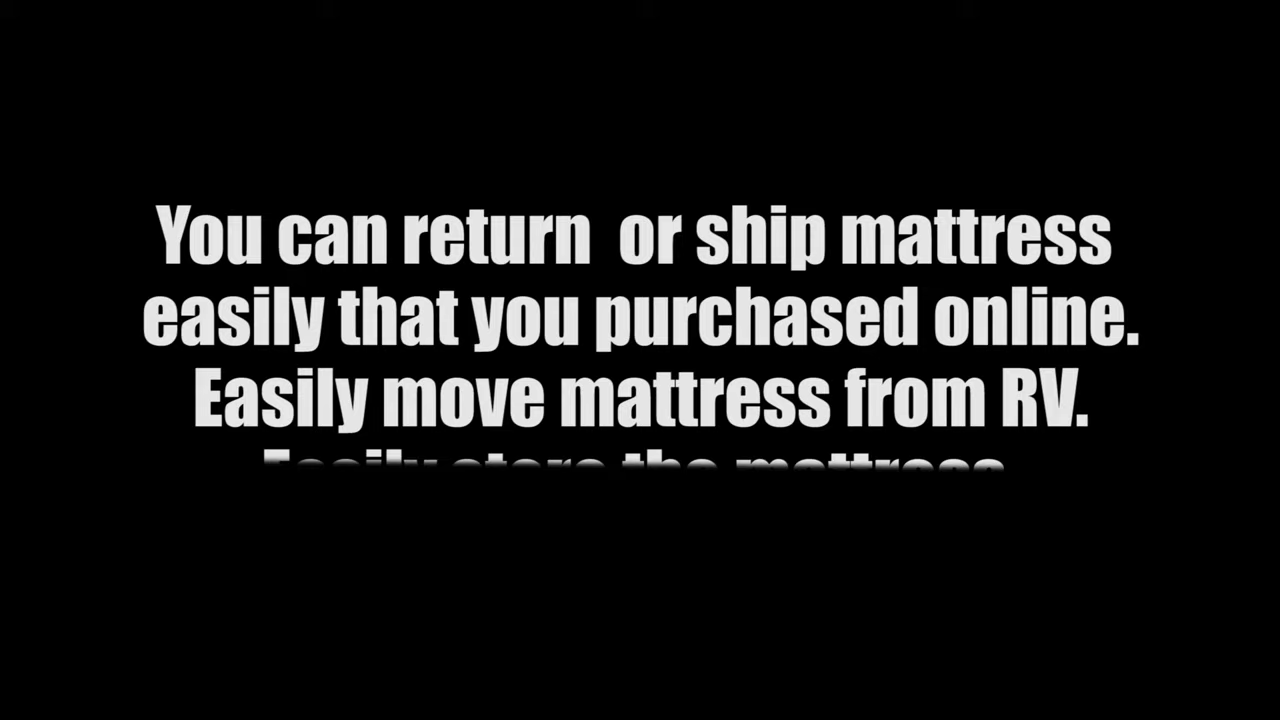 You can return  or ship mattress
easily that you purchased online.
Easily move mattress from RV.
Easily store the mattress